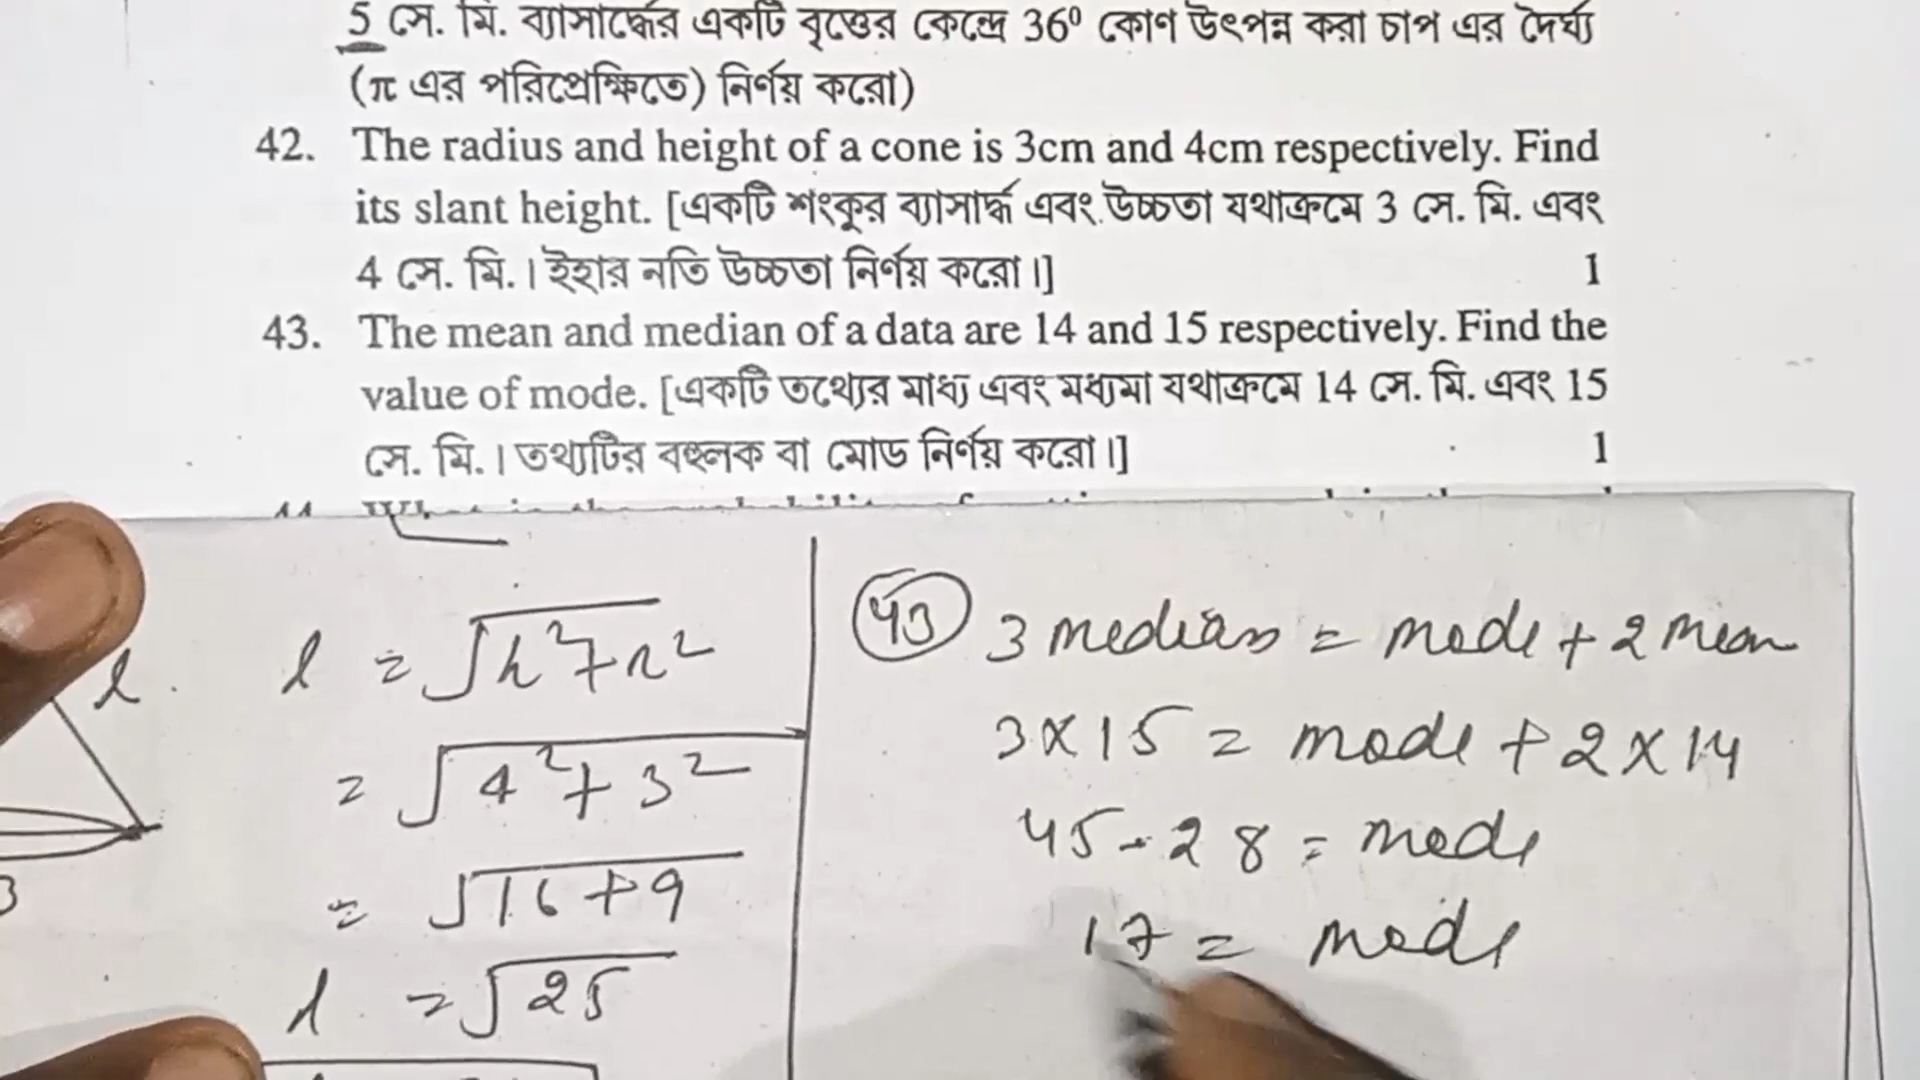 5 সে. মি. ব্যাসার্দ্ধের একটি বৃত্তের কেন্দ্রে 36⁰ কোণ উৎপন্ন করা চাপ এর দৈর্ঘ্য
(π এর পরিপ্রেক্ষিতে) নির্ণয় করো)
42. The radius and height of a cone is 3cm and 4cm respectively. Find
its slant height. [একটি শংকুর ব্যাসার্দ্ধ এবং উচ্চতা যথাক্রমে 3 সে. মি. এবং
4 সে. মি.। ইহার নতি উচ্চতা নির্ণয় করো।] 1
43. The mean and median of a data are 14 and 15 respectively. Find the
value of mode. [একটি তথ্যের মাধ্য এবং মধ্যমা যথাক্রমে 14 সে. মি. এবং 15
সে. মি.। তথ্যটির বহুলক বা মোড নির্ণয় করো।] 1
l
3
l = √h²+r²
= √4²+3²
= √16+9
l = √25
43 3 median = mode + 2 mean
3×15 = mode + 2×14
45-28 = mode
17 = mode